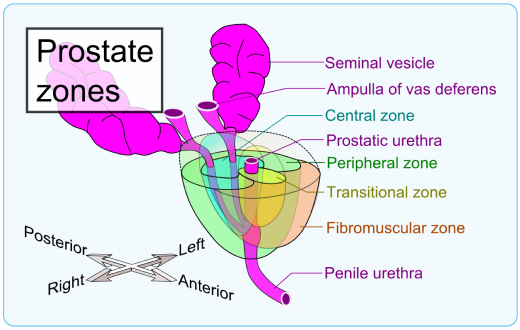 Prostate
zones
Seminal vesicle
Ampulla of vas deferens
Central zone
Prostatic urethra
Peripheral zone
Transitional zone
Fibromuscular zone
Penile urethra
Posterior
Left
Right
Anterior